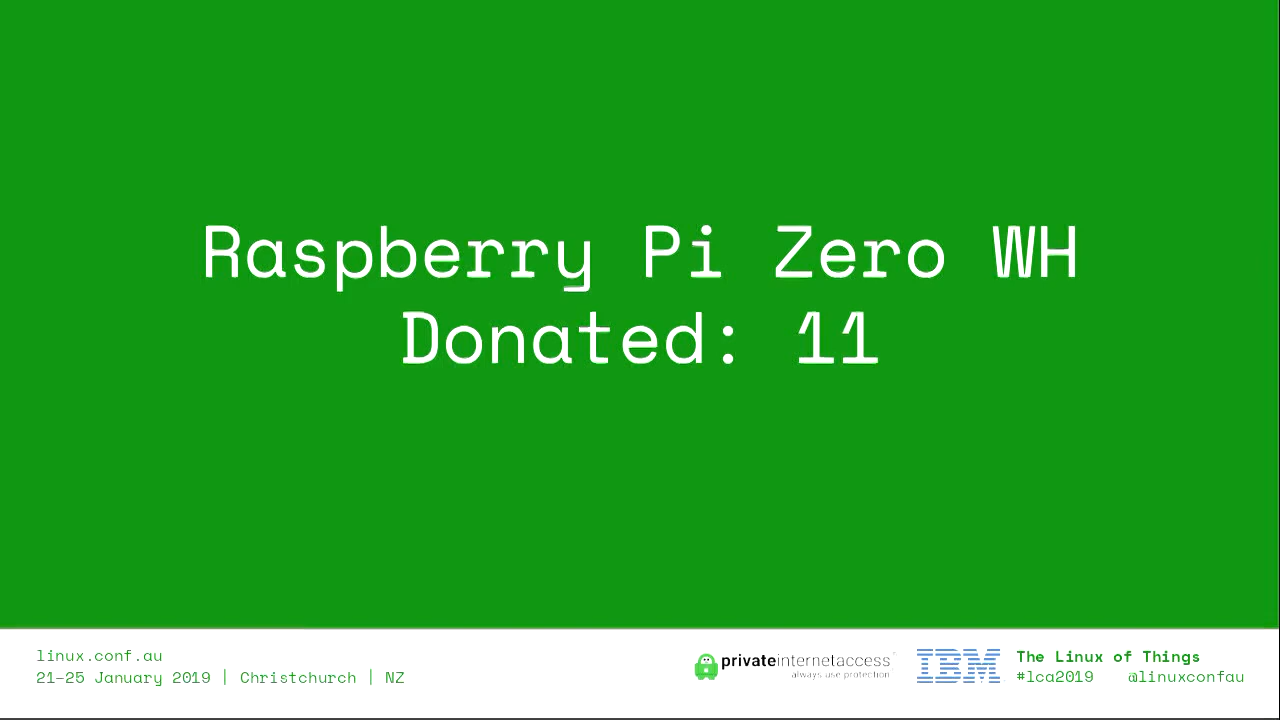 Raspberry Pi Zero WH
Donated: 11
linux.conf.au
21-25 January 2019 | Christchurch | NZ
privateinternetaccess
always use protection
IBM
The Linux of Things
#lca2019 @linuxconfau